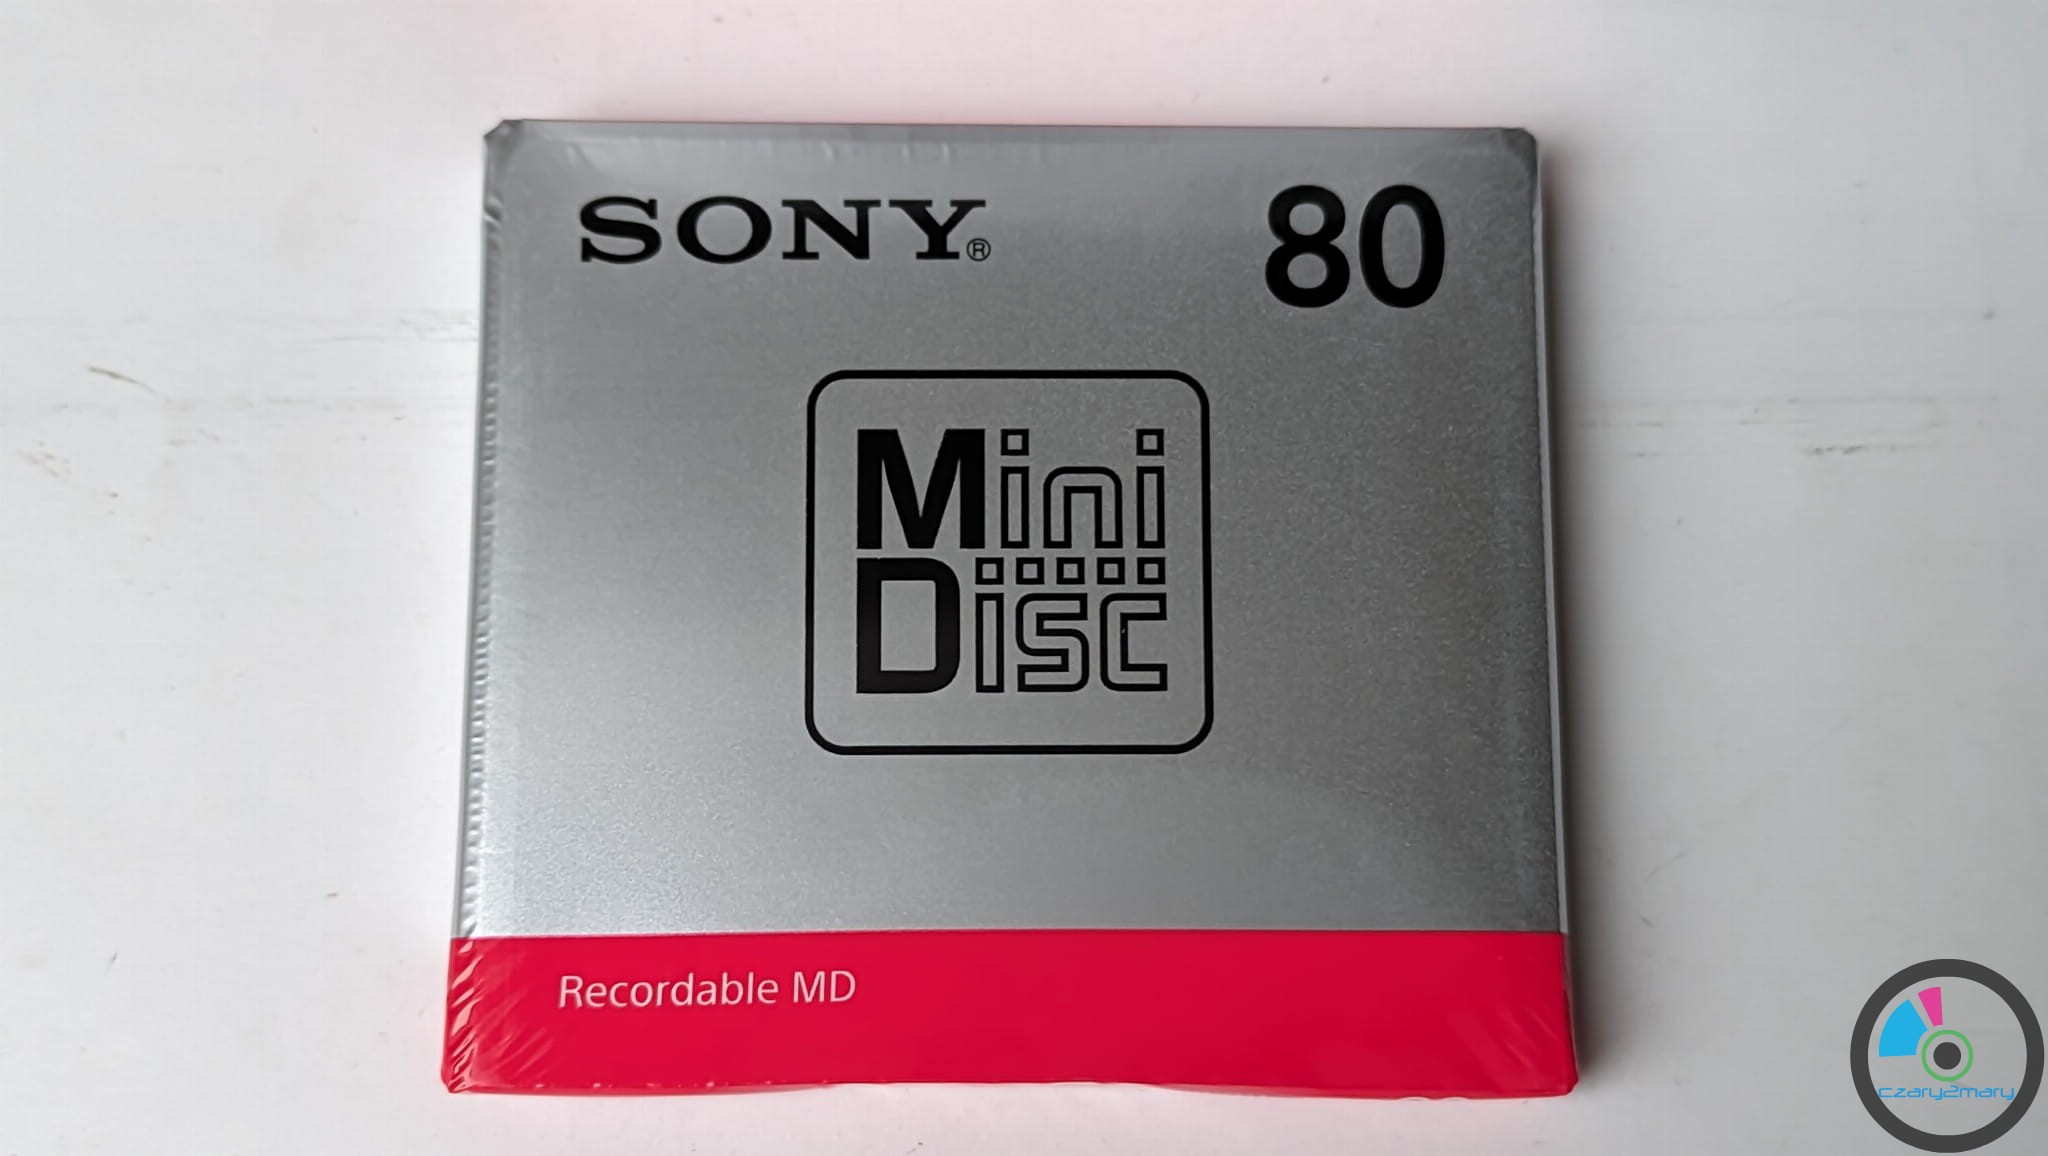 SONY® 80
Mini
Disc
Recordable MD
czary2mary